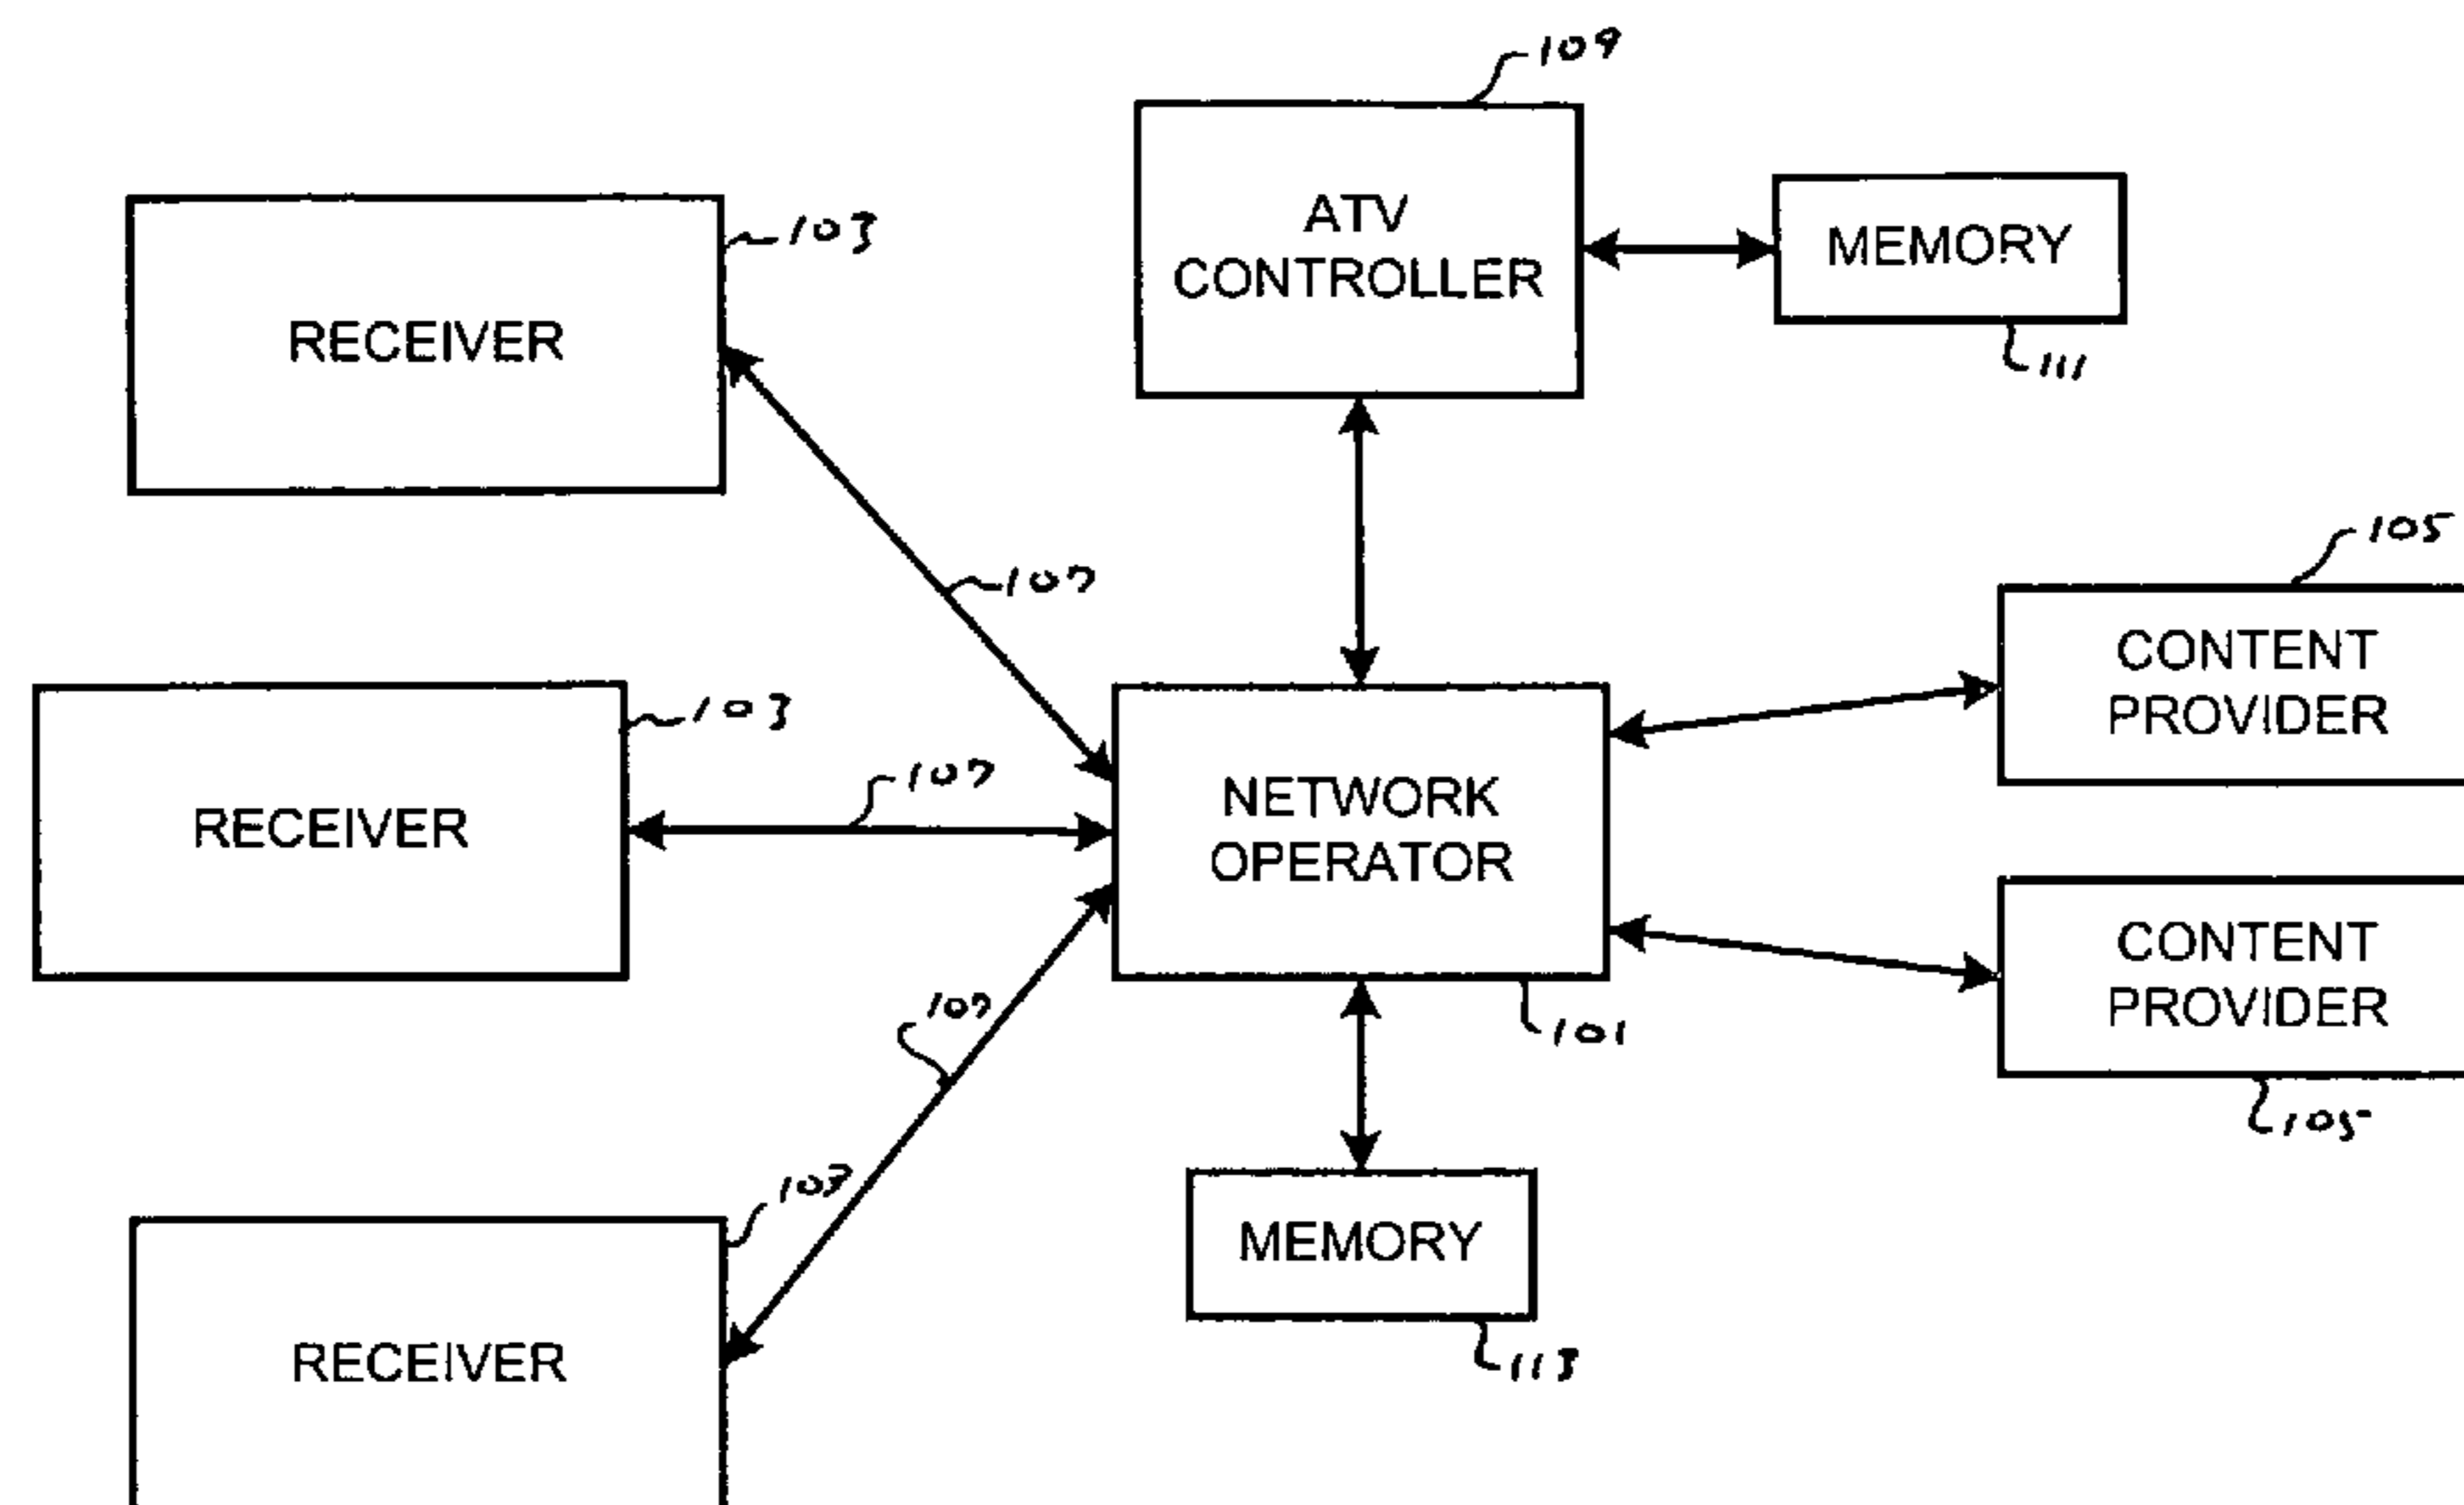 109
ATV
CONTROLLER
MEMORY
111
103
RECEIVER
107
105
CONTENT
PROVIDER
103
RECEIVER
107
NETWORK
OPERATOR
101
CONTENT
PROVIDER
105
107
103
RECEIVER
MEMORY
113